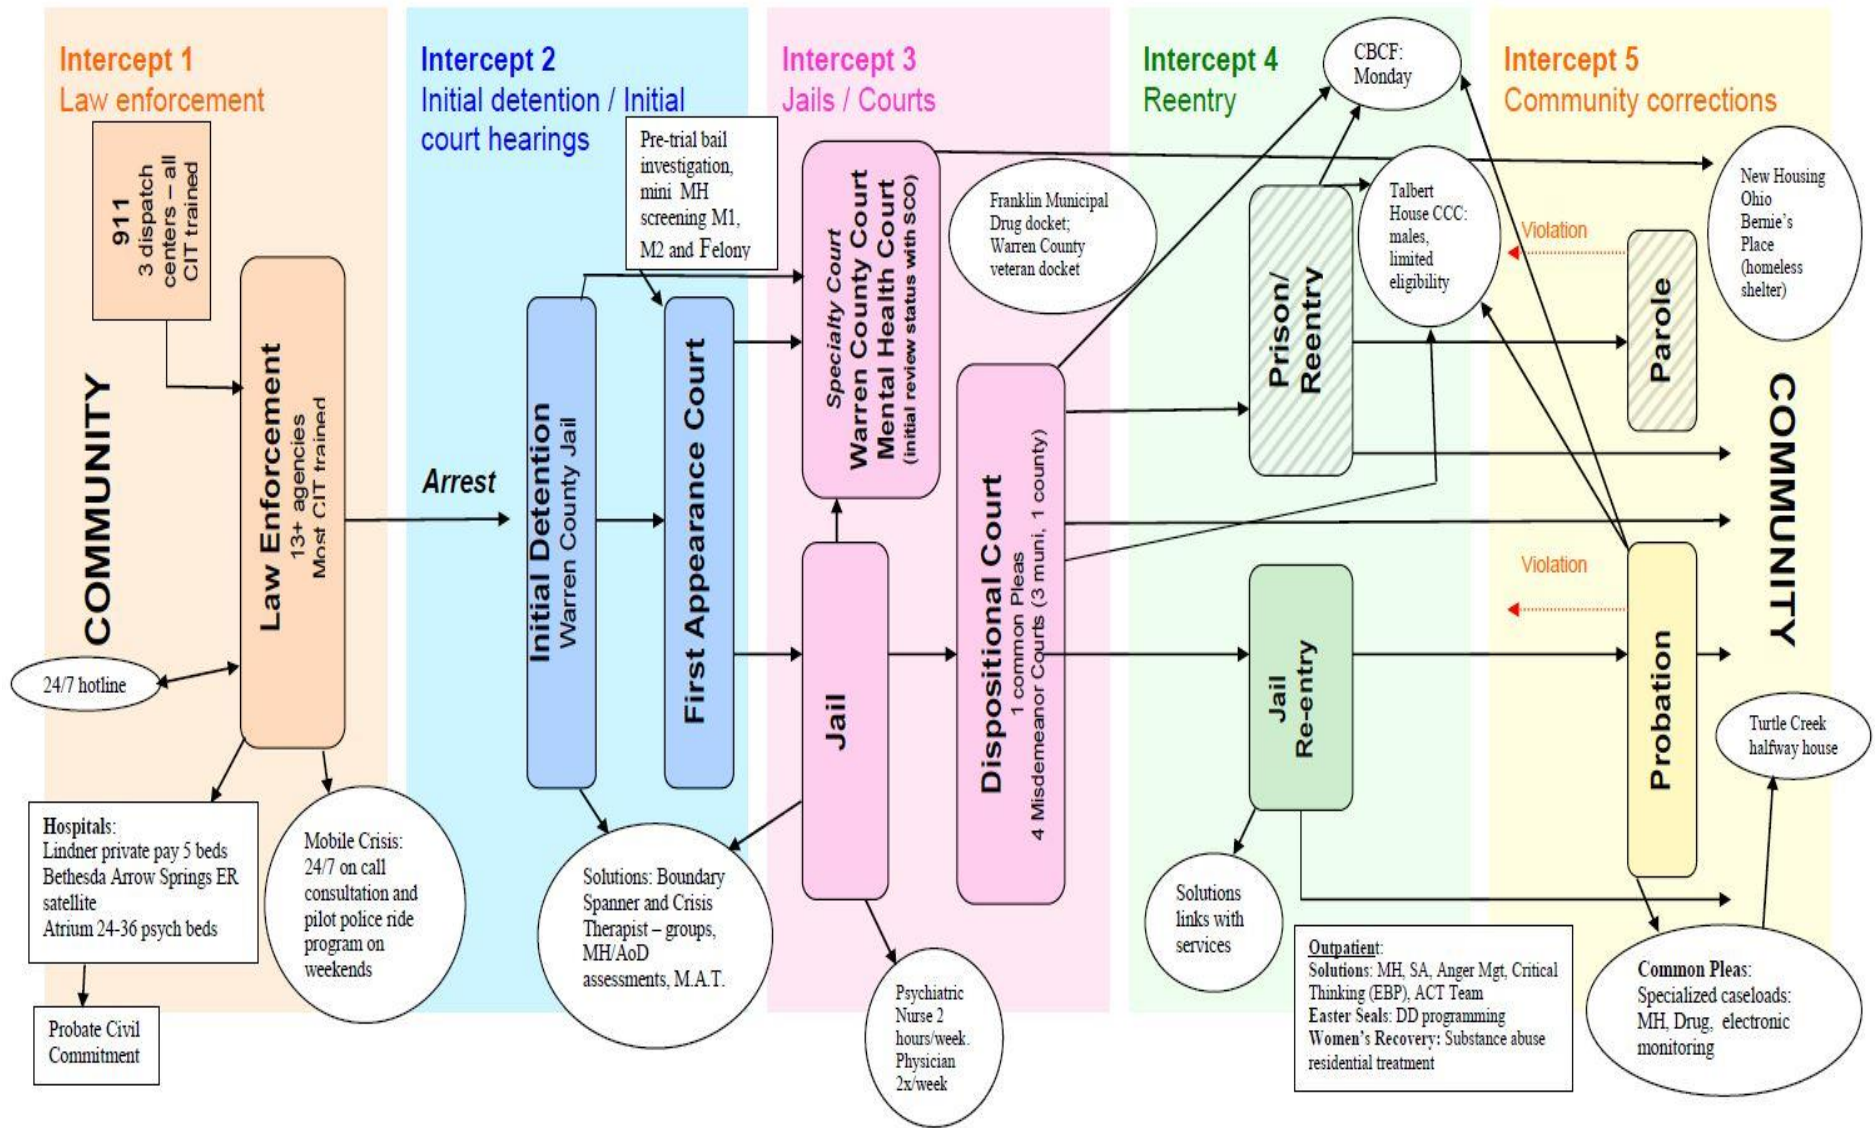 Intercept 1
Law enforcement
Intercept 2
Initial detention / Initial
court hearings
Intercept 3
Jails / Courts
Intercept 4
Reentry
Intercept 5
Community corrections
COMMUNITY
911
3 dispatch
centers – all
CIT trained
Law Enforcement
13+ agencies
Most CIT trained
24/7 hotline
Hospitals:
Lindner private pay 5 beds
Bethesda Arrow Springs ER
satellite
Atrium 24-36 psych beds
Probate Civil
Commitment
Mobile Crisis:
24/7 on call
consultation and
pilot police ride
program on
weekends
Arrest
Initial Detention
Warren County Jail
First Appearance Court
Pre-trial bail
investigation,
mini MH
screening M1,
M2 and Felony
Solutions: Boundary
Spanner and Crisis
Therapist – groups,
MH/AoD
assessments, M.A.T.
Specialty Court
Warren County Court
Mental Health Court
(initial review status with SCO)
Franklin Municipal
Drug docket;
Warren County
veteran docket
Jail
Psychiatric
Nurse 2
hours/week.
Physician
2x/week
Dispositional Court
1 common Pleas
4 Misdemeanor Courts (3 muni, 1 county)
CBCF:
Monday
Talbert
House CCC:
males,
limited
eligibility
Prison/
Reentry
Jail
Re-entry
Solutions
links with
services
Outpatient:
Solutions: MH, SA, Anger Mgt, Critical
Thinking (EBP), ACT Team
Easter Seals: DD programming
Women's Recovery: Substance abuse
residential treatment
Violation
Parole
Violation
Probation
New Housing
Ohio
Bernie's
Place
(homeless
shelter)
COMMUNITY
Turtle Creek
halfway house
Common Pleas:
Specialized caseloads:
MH, Drug, electronic
monitoring